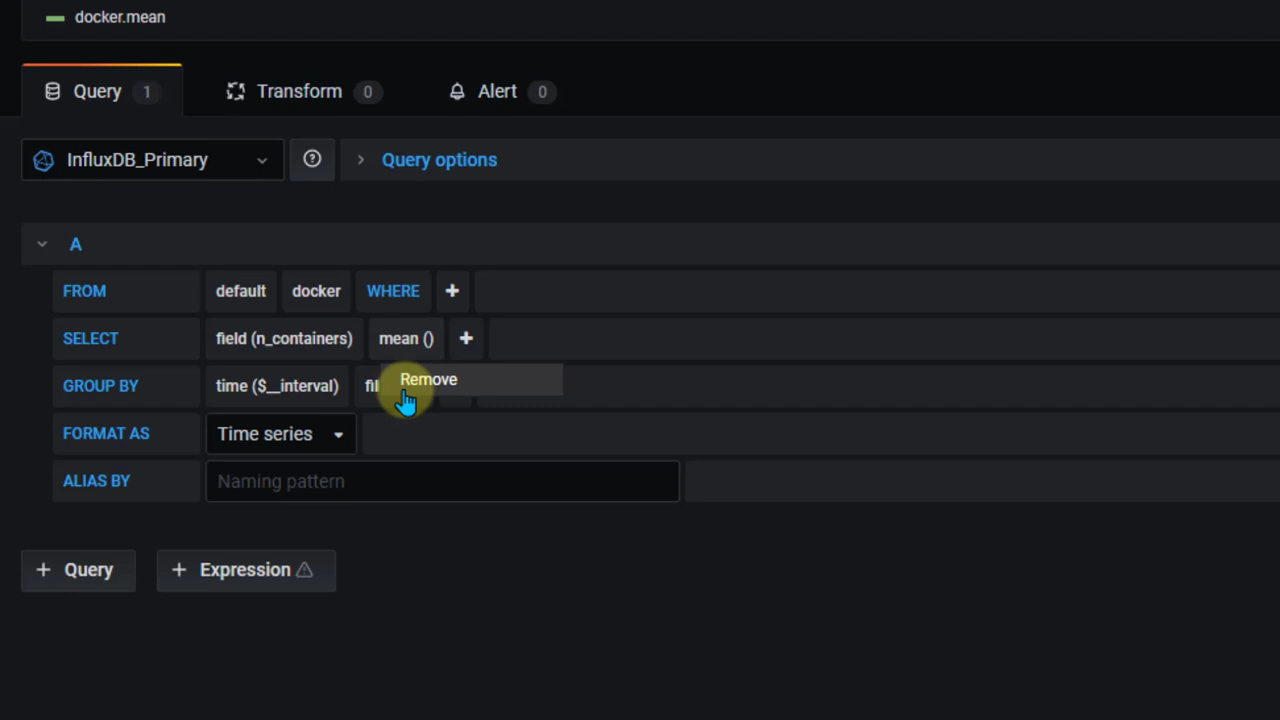 docker.mean
Query 1 Transform 0 Alert 0
InfluxDB_Primary Query options
A
FROM default docker WHERE +
SELECT field (n_containers) mean () +
Remove
GROUP BY time ($__interval)
FORMAT AS Time series
ALIAS BY Naming pattern
+ Query + Expression